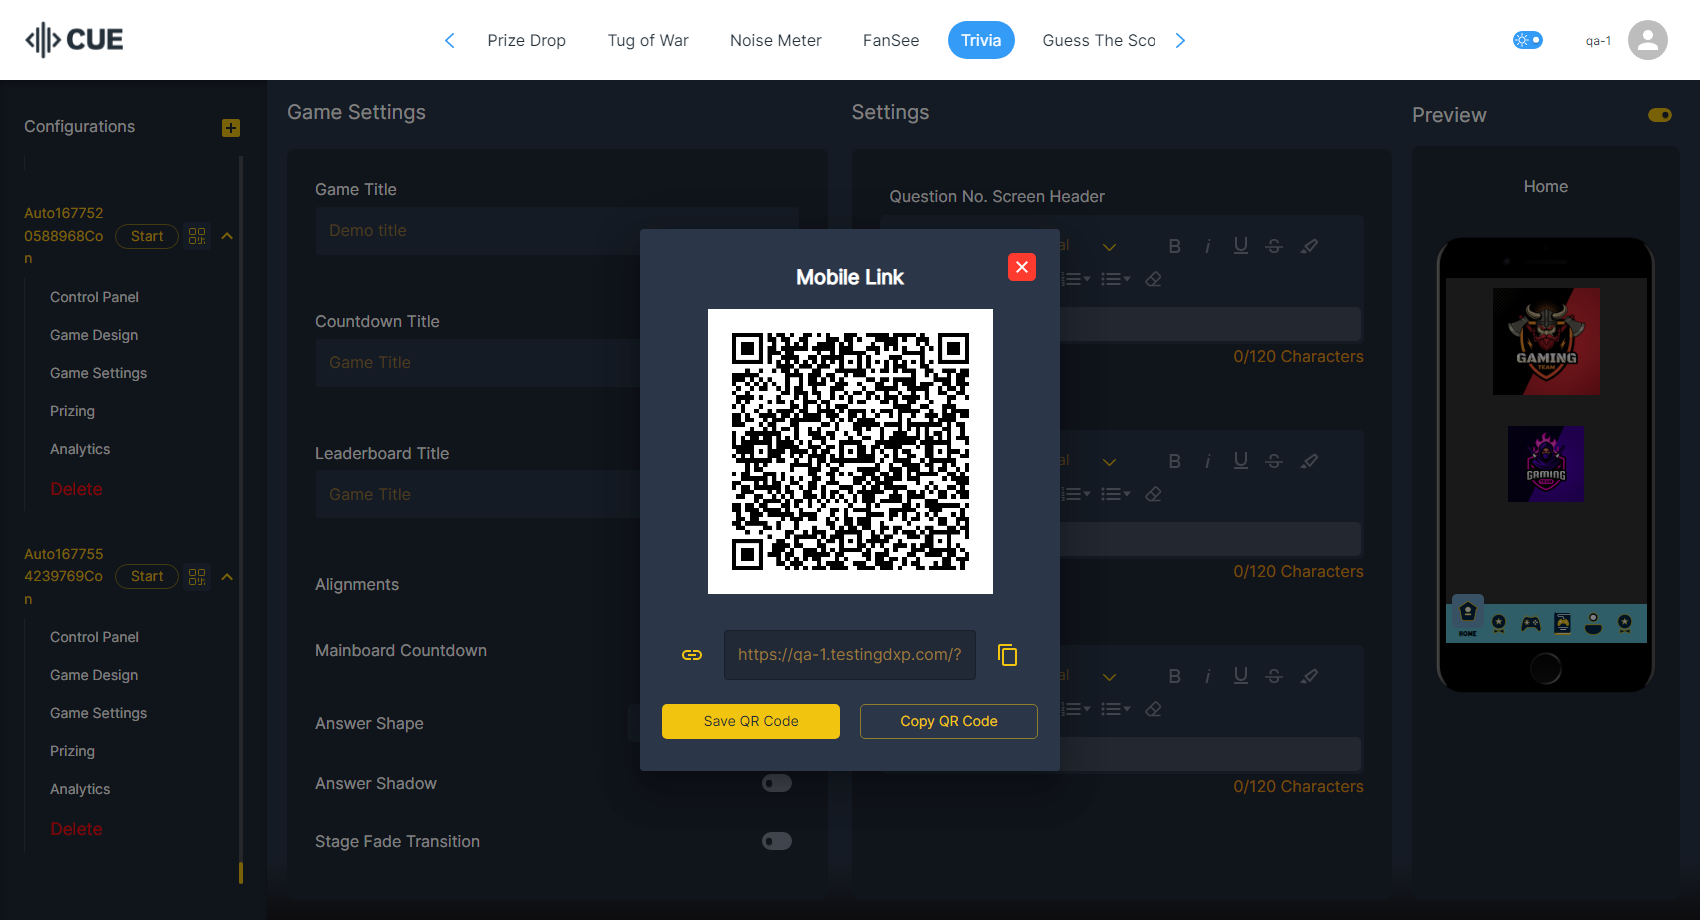 CUE
Prize Drop
Tug of War
Noise Meter
FanSee
Trivia
Guess The Sco
qa-1
Configurations
Auto167752
0588968Co
n
Start
Control Panel
Game Design
Game Settings
Prizing
Analytics
Delete
Auto167755
4239769Co
n
Start
Control Panel
Game Design
Game Settings
Prizing
Analytics
Delete
Game Settings
Game Title
Demo title
Countdown Title
Game Title
Leaderboard Title
Game Title
Alignments
Mainboard Countdown
Answer Shape
Answer Shadow
Stage Fade Transition
Mobile Link
https://qa-1.testingdxp.com/?
Save QR Code
Copy QR Code
Settings
Question No. Screen Header
al
B i U S
0/120 Characters
al
B i U S
0/120 Characters
al
B i U S
0/120 Characters
Preview
Home
GAMING
TEAM
GAMING
HOME